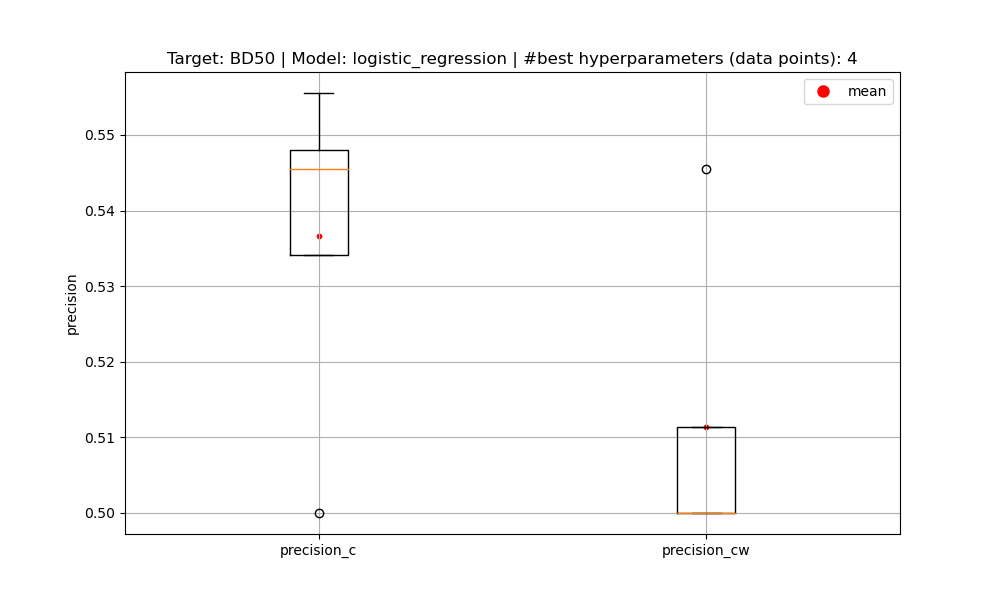 Target: BD50 | Model: logistic_regression | #best hyperparameters (data points): 4
mean
0.55
0.54
0.53
0.52
0.51
0.50
precision
precision_c
precision_cw